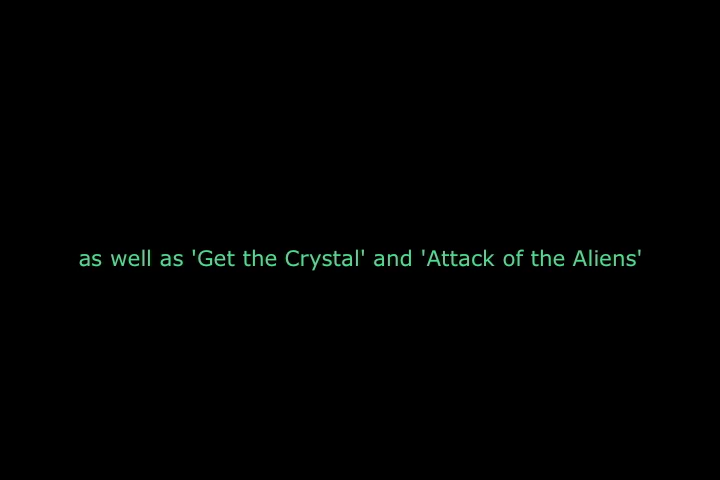 as well as 'Get the Crystal' and 'Attack of the Aliens'